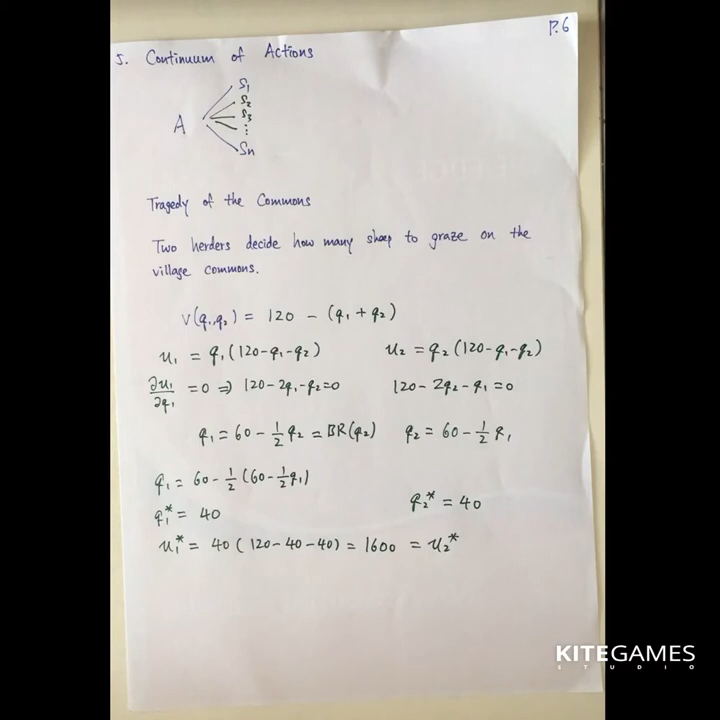 P.6
5. Continuum of Actions
S1
S2
A S3
⋮
Sn
Tragedy of the Commons
Two herders decide how many sheep to graze on the
village commons.
V(q₁,q₂) = 120 - (q₁ + q₂)
u₁ = q₁(120-q₁-q₂) u₂ = q₂(120-q₁-q₂)
∂u₁/∂q₁ = 0 ⇒ 120-2q₁-q₂=0 120-2q₂-q₁=0
q₁ = 60 - 1/2 q₂ = BR(q₂) q₂ = 60 - 1/2 q₁
q₁ = 60 - 1/2 (60 - 1/2 q₁)
q₁* = 40 q₂* = 40
u₁* = 40(120-40-40) = 1600 = u₂*
KITEGAMES
STUDIO